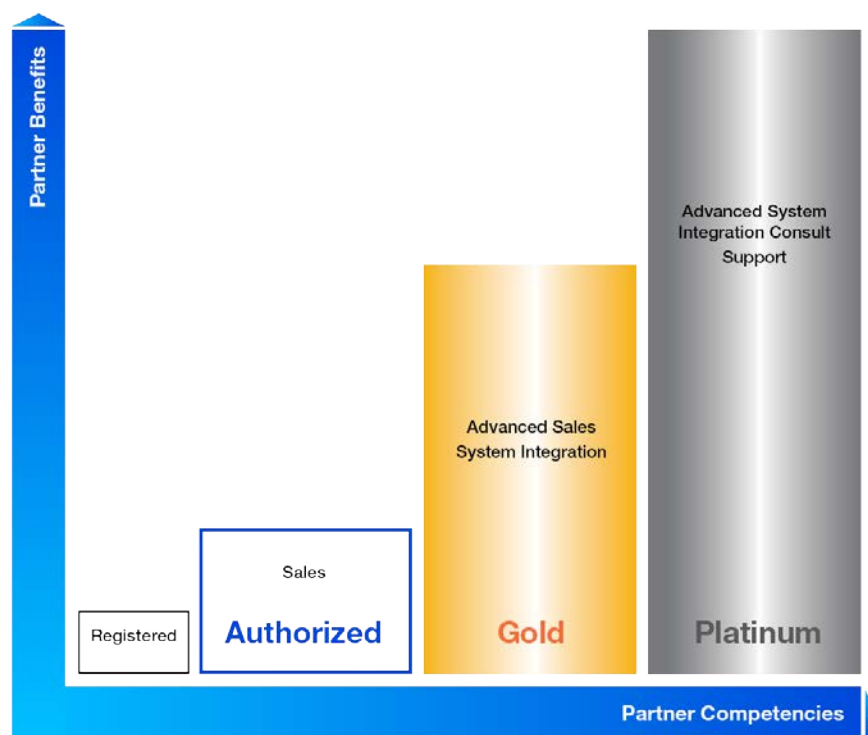 Partner Benefits
Advanced System
Integration Consult
Support
Advanced Sales
System Integration
Sales
Registered
Authorized
Gold
Platinum
Partner Competencies